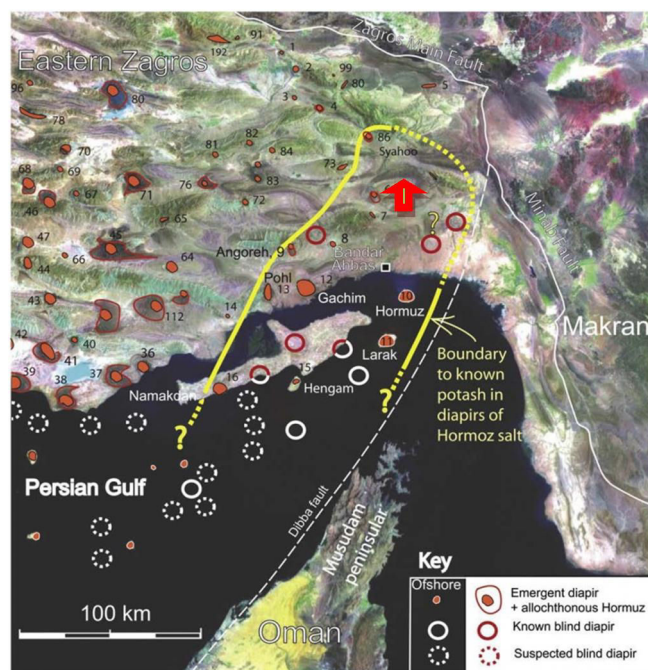 91
192
1
Zagros Main Fault
Eastern Zagros
2
99
80
5
96
80
3
4
78
86
Syahoo
82
70
81
84
73
69
68
71
76
83
67
46
72
65
7
?
Mināb Fault
47
45
Angoreh, 9
8
66
64
Bandar
Abbas
44
Pohl
13
12
43
Gachim
10
112
14
Hormuz
Makran
42
40
11
41
36
Larak
Boundary
to known
potash in
diapirs of
Hormoz salt
39
37
15
38
16
Hengam
Namakdan
?
?
Persian Gulf
Dibba fault
Musudam
peninsular
Key
Ofshore
Emergent diapir
+ allochthonous Hormuz
Known blind diapir
Suspected blind diapir
100 km
Oman